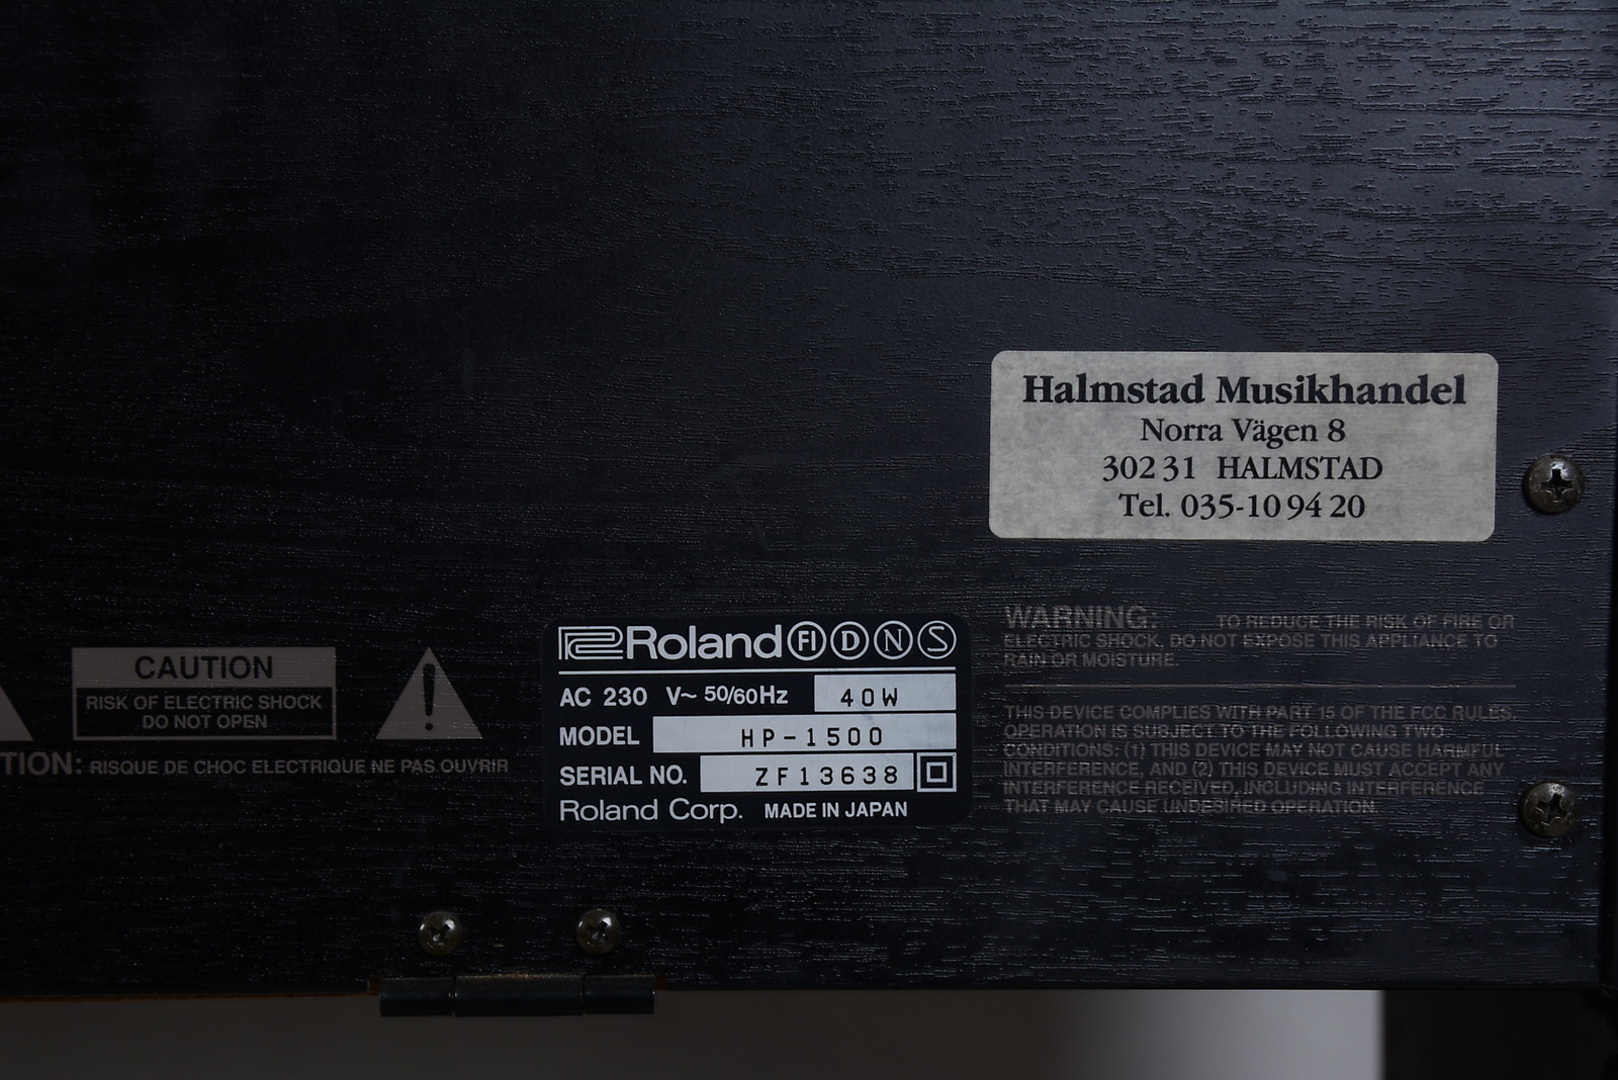 Halmstad Musikhandel
Norra Vägen 8
302 31 HALMSTAD
Tel. 035-10 94 20
CAUTION
RISK OF ELECTRIC SHOCK
DO NOT OPEN
TION: RISQUE DE CHOC ELECTRIQUE NE PAS OUVRIR
Roland FI D N S
AC 230 V~ 50/60Hz 40W
MODEL HP-1500
SERIAL NO. ZF13638
Roland Corp. MADE IN JAPAN
WARNING: TO REDUCE THE RISK OF FIRE OR
ELECTRIC SHOCK, DO NOT EXPOSE THIS APPLIANCE TO
RAIN OR MOISTURE.
THIS DEVICE COMPLIES WITH PART 15 OF THE FCC RULES.
OPERATION IS SUBJECT TO THE FOLLOWING TWO
CONDITIONS: (1) THIS DEVICE MAY NOT CAUSE HARMFUL
INTERFERENCE, AND (2) THIS DEVICE MUST ACCEPT ANY
INTERFERENCE RECEIVED, INCLUDING INTERFERENCE
THAT MAY CAUSE UNDESIRED OPERATION.